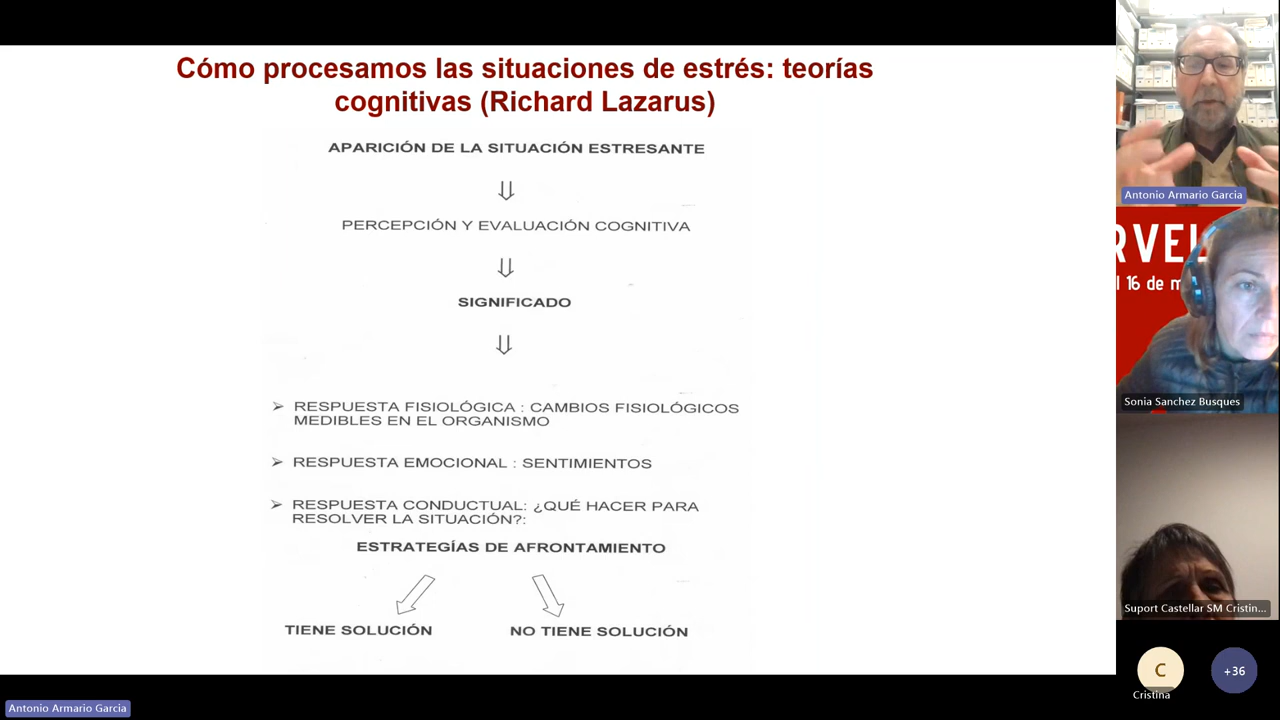 Cómo procesamos las situaciones de estrés: teorías
cognitivas (Richard Lazarus)
APARICIÓN DE LA SITUACIÓN ESTRESANTE
PERCEPCIÓN Y EVALUACIÓN COGNITIVA
SIGNIFICADO
RESPUESTA FISIOLÓGICA : CAMBIOS FISIOLÓGICOS
MEDIBLES EN EL ORGANISMO
RESPUESTA EMOCIONAL : SENTIMIENTOS
RESPUESTA CONDUCTUAL: ¿QUÉ HACER PARA
RESOLVER LA SITUACIÓN?:
ESTRATEGÍAS DE AFRONTAMIENTO
TIENE SOLUCIÓN
NO TIENE SOLUCIÓN
Antonio Armario Garcia
RVEL
l 16 de m
Sonia Sanchez Busques
Suport Castellar SM Cristin...
C
Cristina
+36
Antonio Armario Garcia